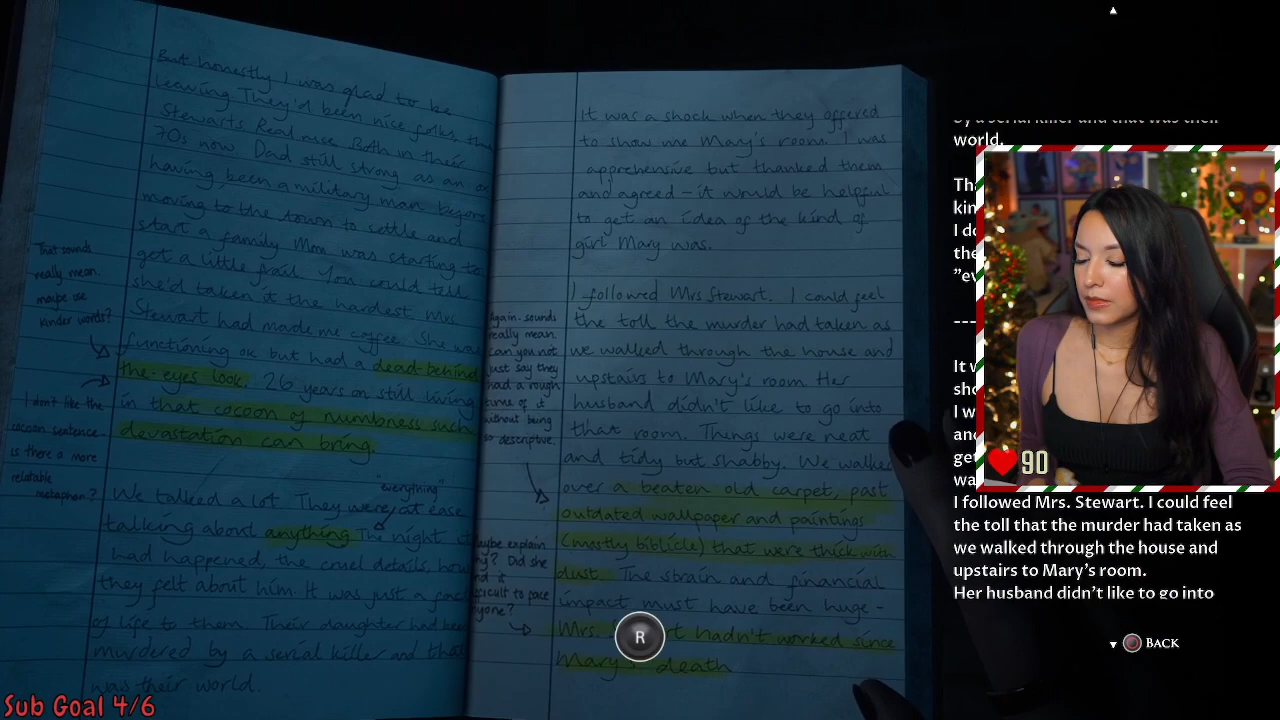 But honestly I was glad to be
leaving They'd been nice folks, the
Stewarts Real nice Both in their
70s now. Dad still strong as an ox
having been a military man before
moving to the town to settle and
start a family Mom was starting to
get a little frail. You could tell
she'd taken it the hardest Mrs
Stewart had made me coffee. She was
functioning ok but had a dead-behind
the-eyes look. 26 years on still living
in that cocoon of numbness such
devastation can bring.
We talked a lot. They were at ease
"everything"
talking about anything The night it
had happened, the cruel details, how
they felt about him. It was just a fact
of life to them. Their daughter had been
murdered by a serial killer and that
was their world.
That sounds
really mean.
maybe use
kinder words?
I don't like the
cocoon sentence.
is there a more
relatable
metaphor?
It was a shock when they offered
to show me Mary's room. I was
apprehensive but thanked them
and agreed - it would be helpful
to get an idea of the kind of
girl Mary was.
I followed Mrs Stewart. I could feel
the toll the murder had taken as
we walked through the house and
upstairs to Mary's room. Her
husband didn't like to go into
that room. Things were neat
and tidy but shabby. We walked
over a beaten old carpet, past
outdated wallpaper and paintings
(mostly biblicle) that were thick with
dust. The strain and financial
impact must have been huge -
Mrs. hadn't worked since
Mary's death
Again. sounds
really mean.
Can you not
just say they
had a rough
time of it
without being
so descriptive.
maybe explain
why? Did she
find it
difficult to face
anyone?
R
world.
I followed Mrs. Stewart. I could feel
the toll that the murder had taken as
we walked through the house and
upstairs to Mary's room.
Her husband didn't like to go into
BACK
90
Sub Goal 4/6